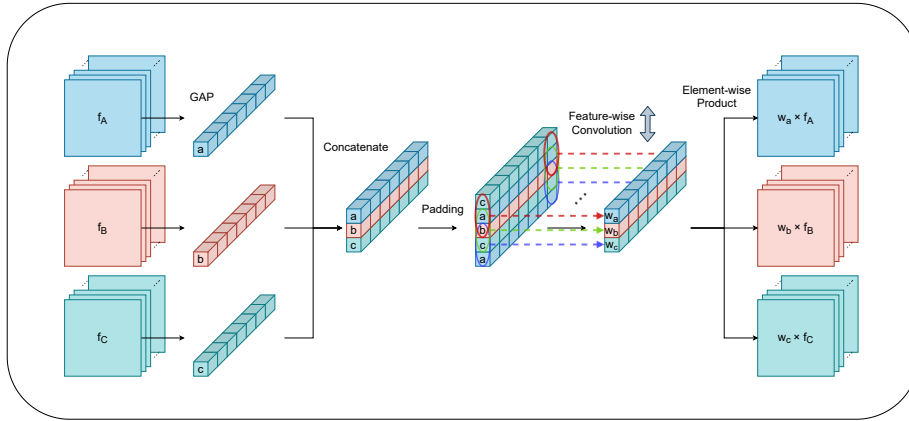 f_A
GAP
a
f_B
b
f_C
c
Concatenate
a
b
c
Padding
c
a
b
c
a
Feature-wise
Convolution
w_a
w_b
w_c
Element-wise
Product
w_a × f_A
w_b × f_B
w_c × f_C